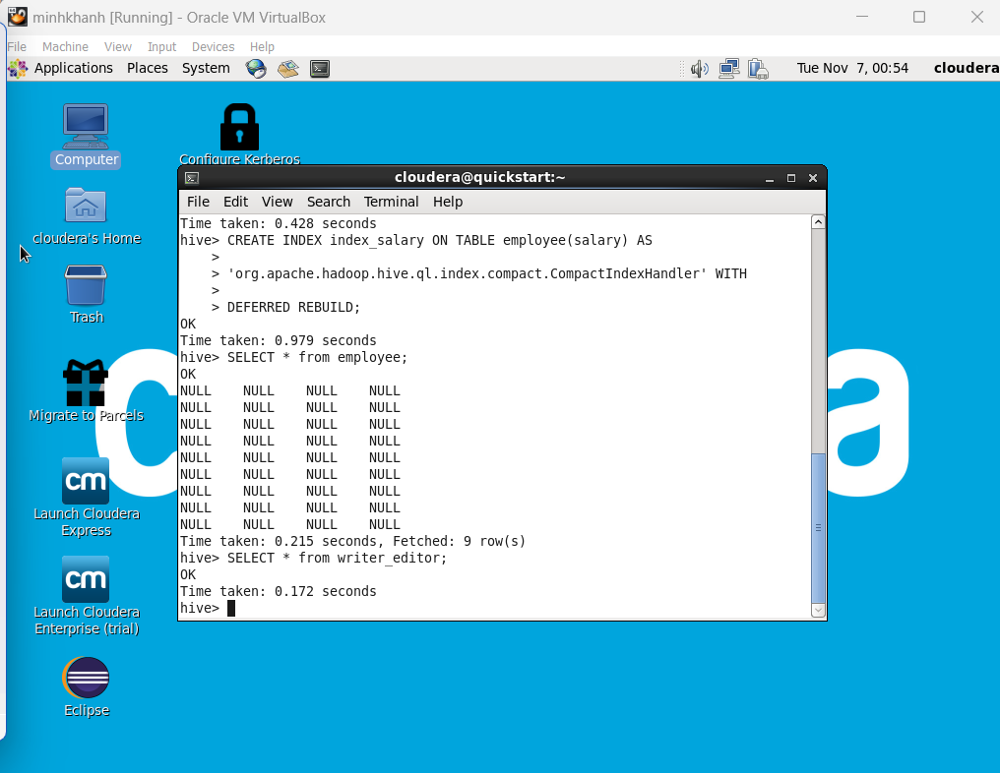 minhkhanh [Running] - Oracle VM VirtualBox
File Machine View Input Devices Help
Applications Places System Tue Nov 7, 00:54 cloudera
Computer
Configure Kerberos
cloudera's Home
Trash
Migrate to Parcels
cm
Launch Cloudera
Express
cm
Launch Cloudera
Enterprise (trial)
Eclipse
c a
cloudera@quickstart:~
File Edit View Search Terminal Help
Time taken: 0.428 seconds
hive> CREATE INDEX index_salary ON TABLE employee(salary) AS
    >
    > 'org.apache.hadoop.hive.ql.index.compact.CompactIndexHandler' WITH
    >
    > DEFERRED REBUILD;
OK
Time taken: 0.979 seconds
hive> SELECT * from employee;
OK
NULL    NULL    NULL    NULL
NULL    NULL    NULL    NULL
NULL    NULL    NULL    NULL
NULL    NULL    NULL    NULL
NULL    NULL    NULL    NULL
NULL    NULL    NULL    NULL
NULL    NULL    NULL    NULL
NULL    NULL    NULL    NULL
NULL    NULL    NULL    NULL
Time taken: 0.215 seconds, Fetched: 9 row(s)
hive> SELECT * from writer_editor;
OK
Time taken: 0.172 seconds
hive>